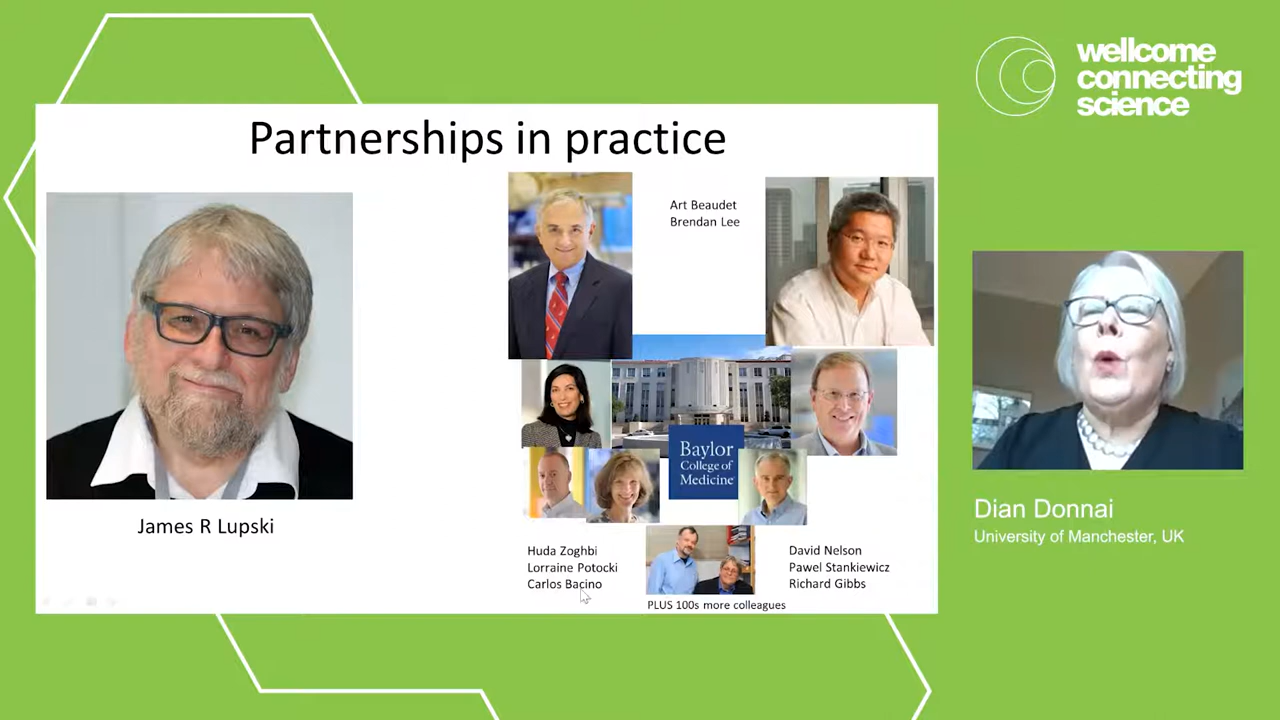 wellcome
connecting
science
Partnerships in practice
Art Beaudet
Brendan Lee
Baylor
College of
Medicine
James R Lupski
Huda Zoghbi
Lorraine Potocki
Carlos Bacino
David Nelson
Pawel Stankiewicz
Richard Gibbs
PLUS 100s more colleagues
Dian Donnai
University of Manchester, UK